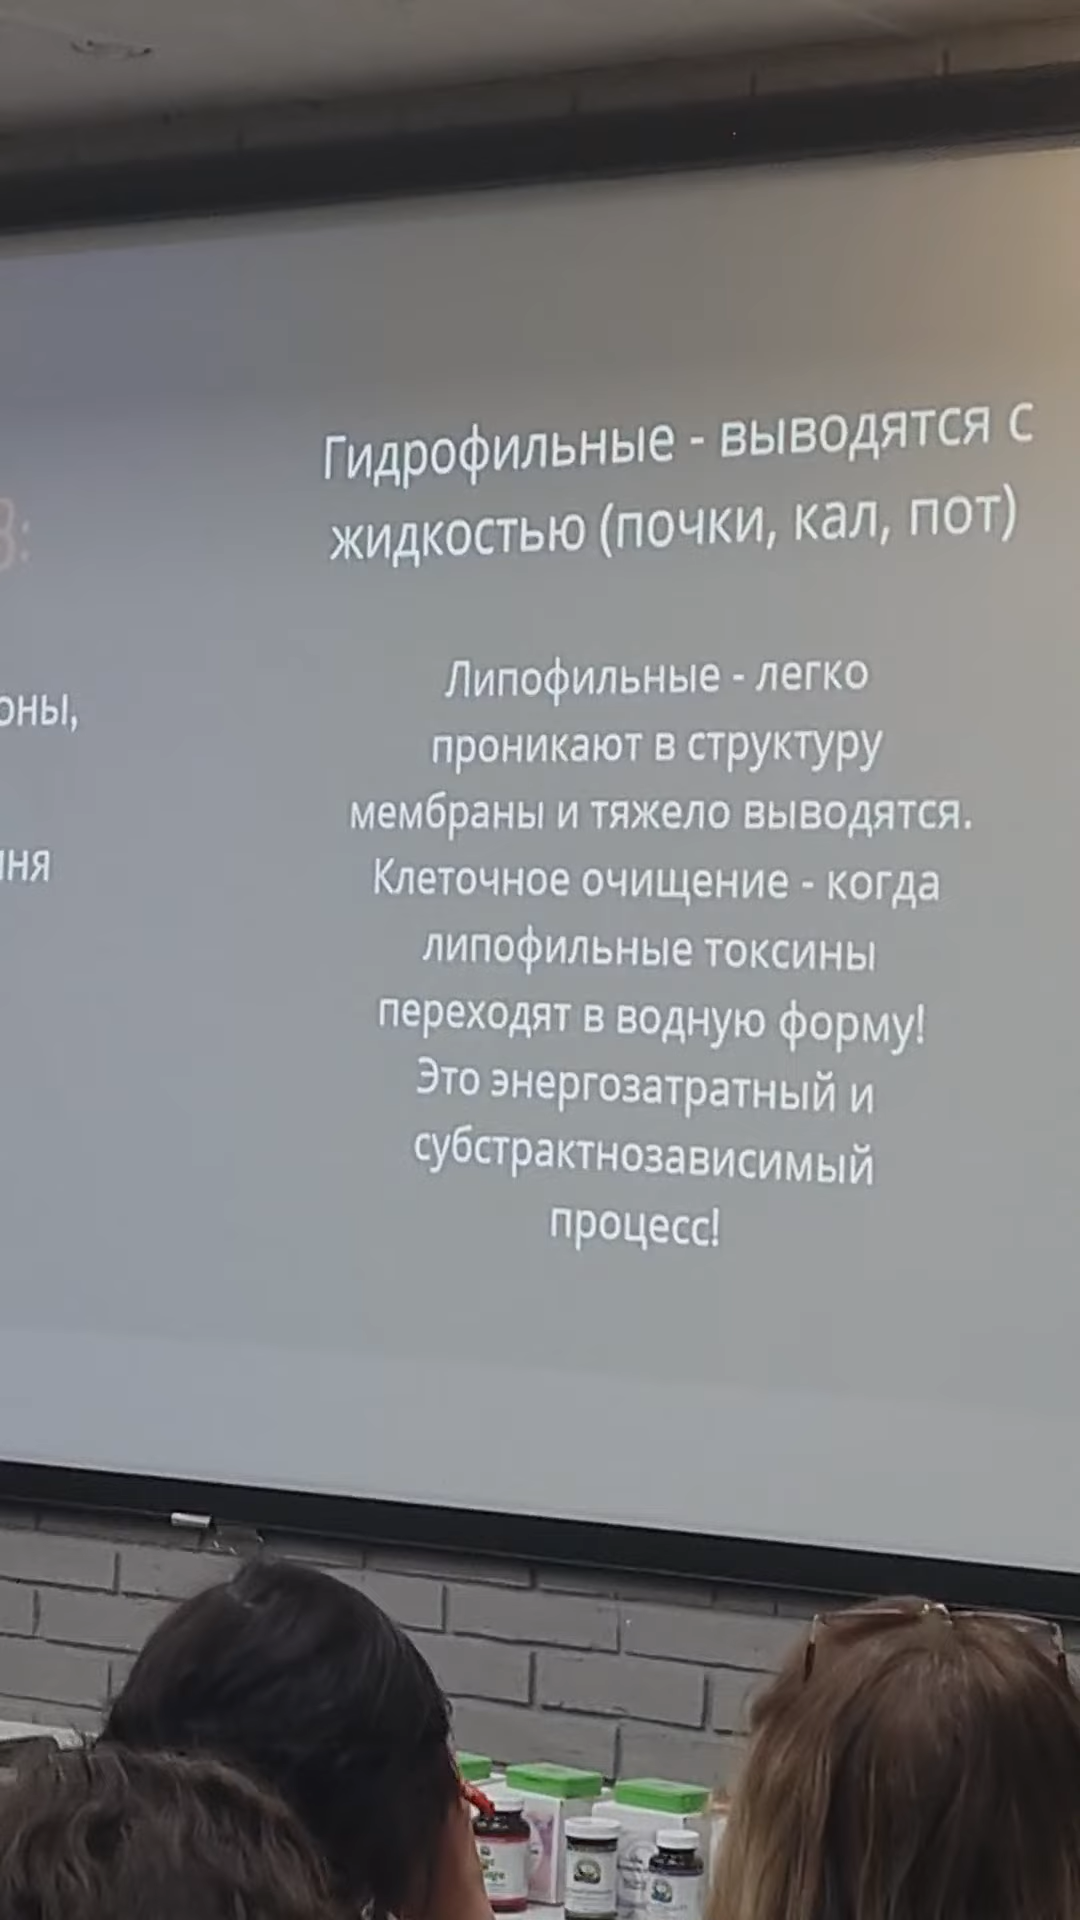 Гидрофильные - выводятся с
жидкостью (почки, кал, пот)
Липофильные - легко
проникают в структуру
мембраны и тяжело выводятся.
Клеточное очищение - когда
липофильные токсины
переходят в водную форму!
Это энергозатратный и
субстрактнозависимый
процесс!